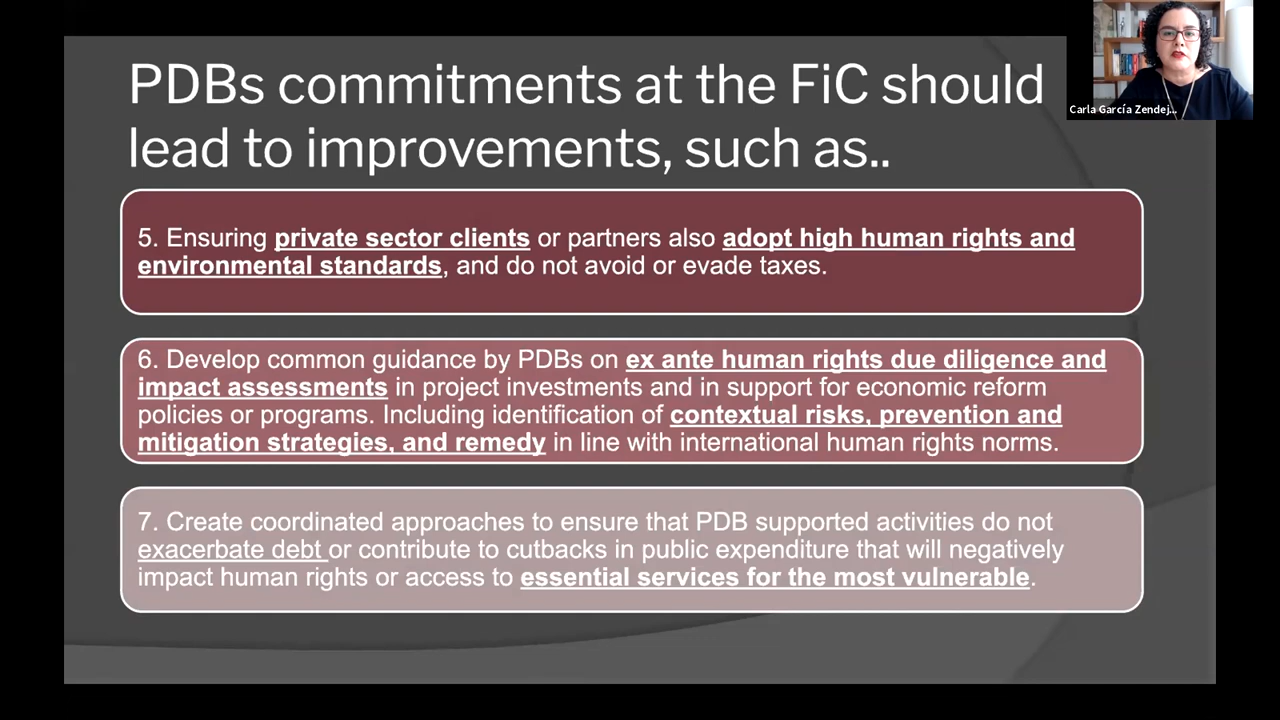 PDBs commitments at the FiC should
lead to improvements, such as..
Carla García Zendej...
5. Ensuring private sector clients or partners also adopt high human rights and
environmental standards, and do not avoid or evade taxes.
6. Develop common guidance by PDBs on ex ante human rights due diligence and
impact assessments in project investments and in support for economic reform
policies or programs. Including identification of contextual risks, prevention and
mitigation strategies, and remedy in line with international human rights norms.
7. Create coordinated approaches to ensure that PDB supported activities do not
exacerbate debt or contribute to cutbacks in public expenditure that will negatively
impact human rights or access to essential services for the most vulnerable.